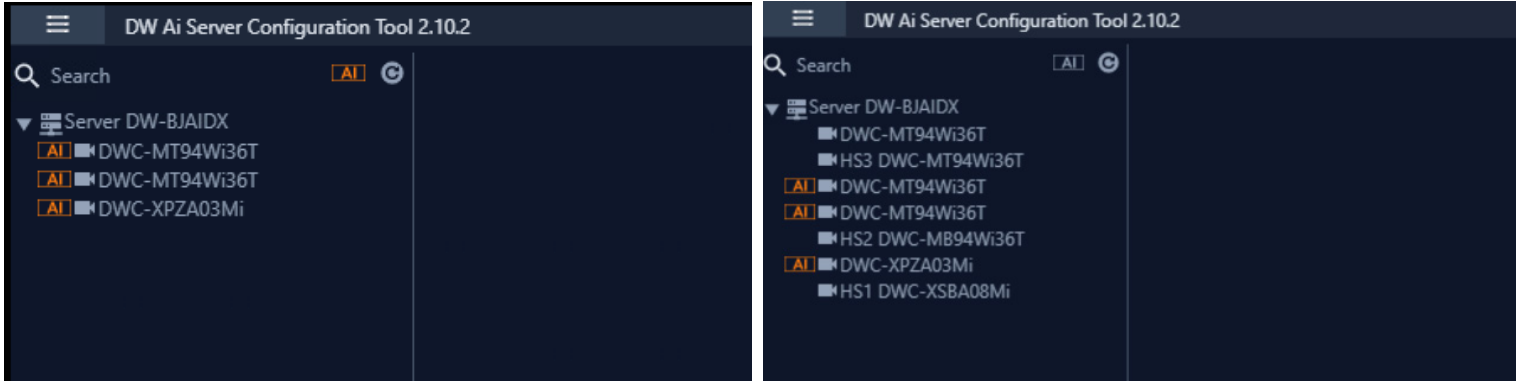 DW Ai Server Configuration Tool 2.10.2
Search AI
Server DW-BJAIDX
AI DWC-MT94Wi36T
AI DWC-MT94Wi36T
AI DWC-XPZA03Mi
DW Ai Server Configuration Tool 2.10.2
Search AI
Server DW-BJAIDX
DWC-MT94Wi36T
HS3 DWC-MT94Wi36T
AI DWC-MT94Wi36T
AI DWC-MT94Wi36T
HS2 DWC-MB94Wi36T
AI DWC-XPZA03Mi
HS1 DWC-XSBA08Mi